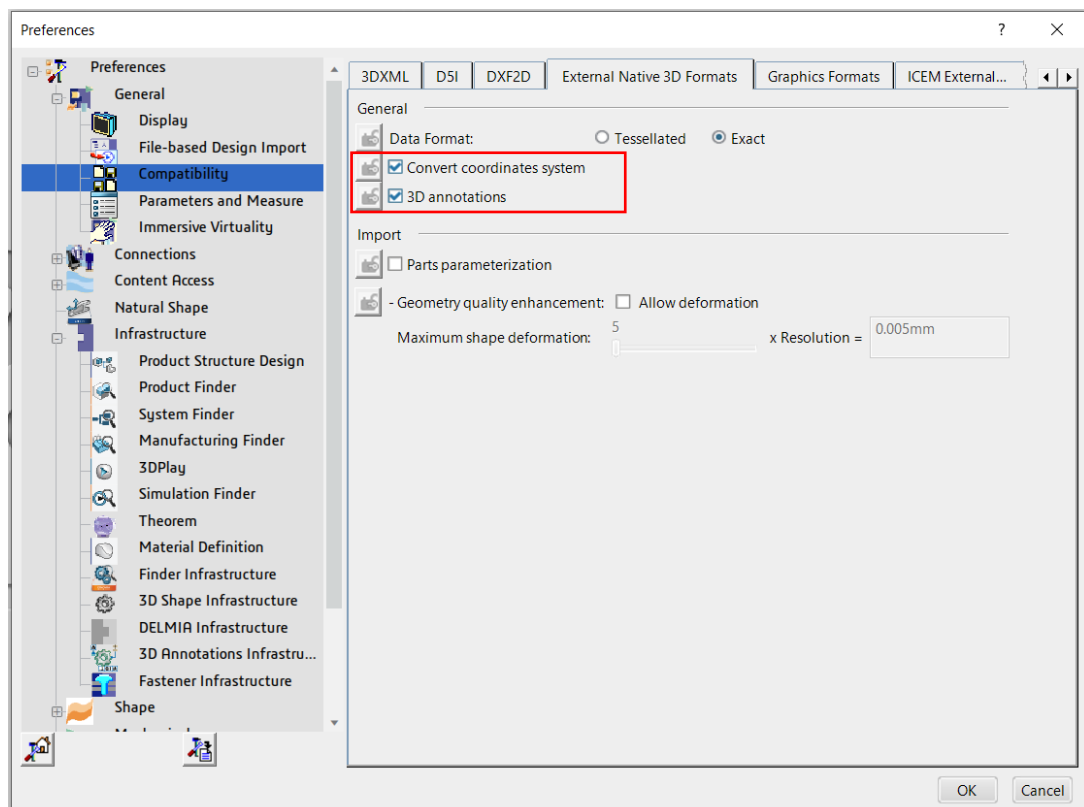 Preferences
?
Preferences
General
Display
File-based Design Import
Compatibility
Parameters and Measure
Immersive Virtuality
Connections
Content Access
Natural Shape
Infrastructure
Product Structure Design
Product Finder
System Finder
Manufacturing Finder
3DPlay
Simulation Finder
Theorem
Material Definition
Finder Infrastructure
3D Shape Infrastructure
DELMIA Infrastructure
3D Annotations Infrastru...
Fastener Infrastructure
Shape
3DXML D5I DXF2D External Native 3D Formats Graphics Formats ICEM External...
General
Data Format: Tessellated Exact
Convert coordinates system
3D annotations
Import
Parts parameterization
- Geometry quality enhancement: Allow deformation
Maximum shape deformation: 5 x Resolution = 0.005mm
OK Cancel